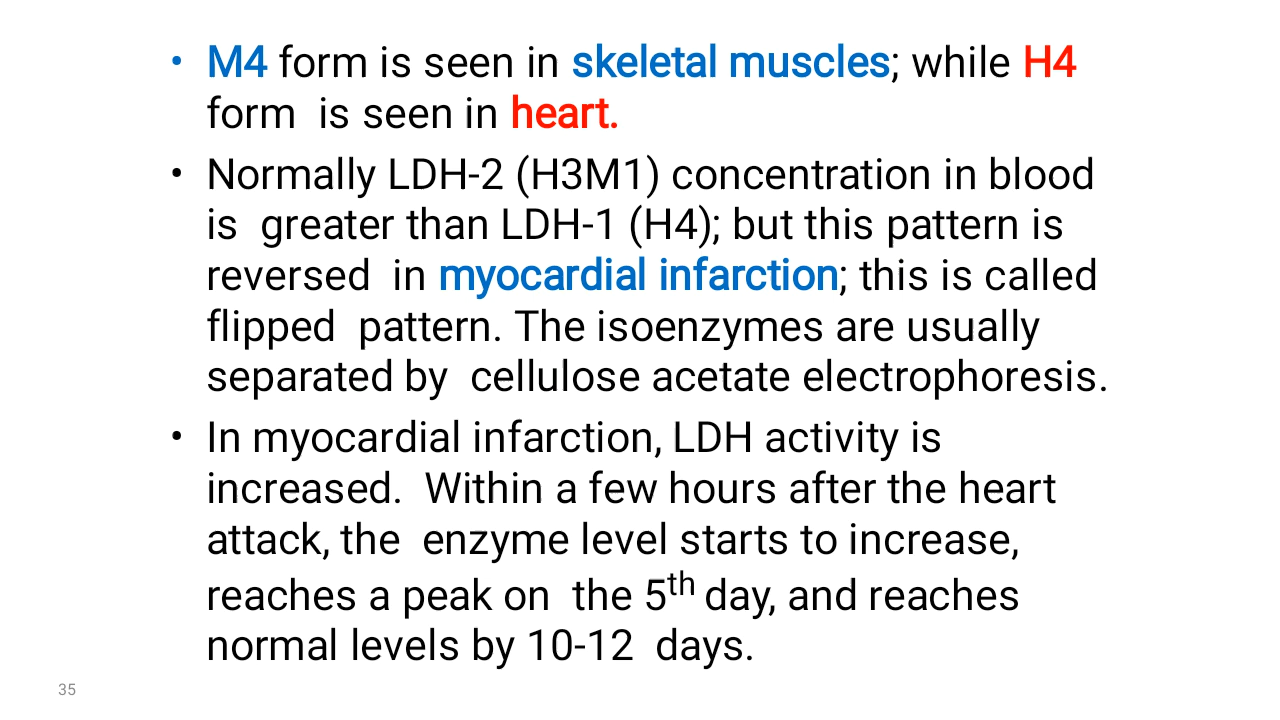 • M4 form is seen in skeletal muscles; while H4
form  is seen in heart.
• Normally LDH-2 (H3M1) concentration in blood
is  greater than LDH-1 (H4); but this pattern is
reversed  in myocardial infarction; this is called
flipped  pattern. The isoenzymes are usually
separated by  cellulose acetate electrophoresis.
• In myocardial infarction, LDH activity is
increased.  Within a few hours after the heart
attack, the  enzyme level starts to increase,
reaches a peak on  the 5th day, and reaches
normal levels by 10-12  days.
35